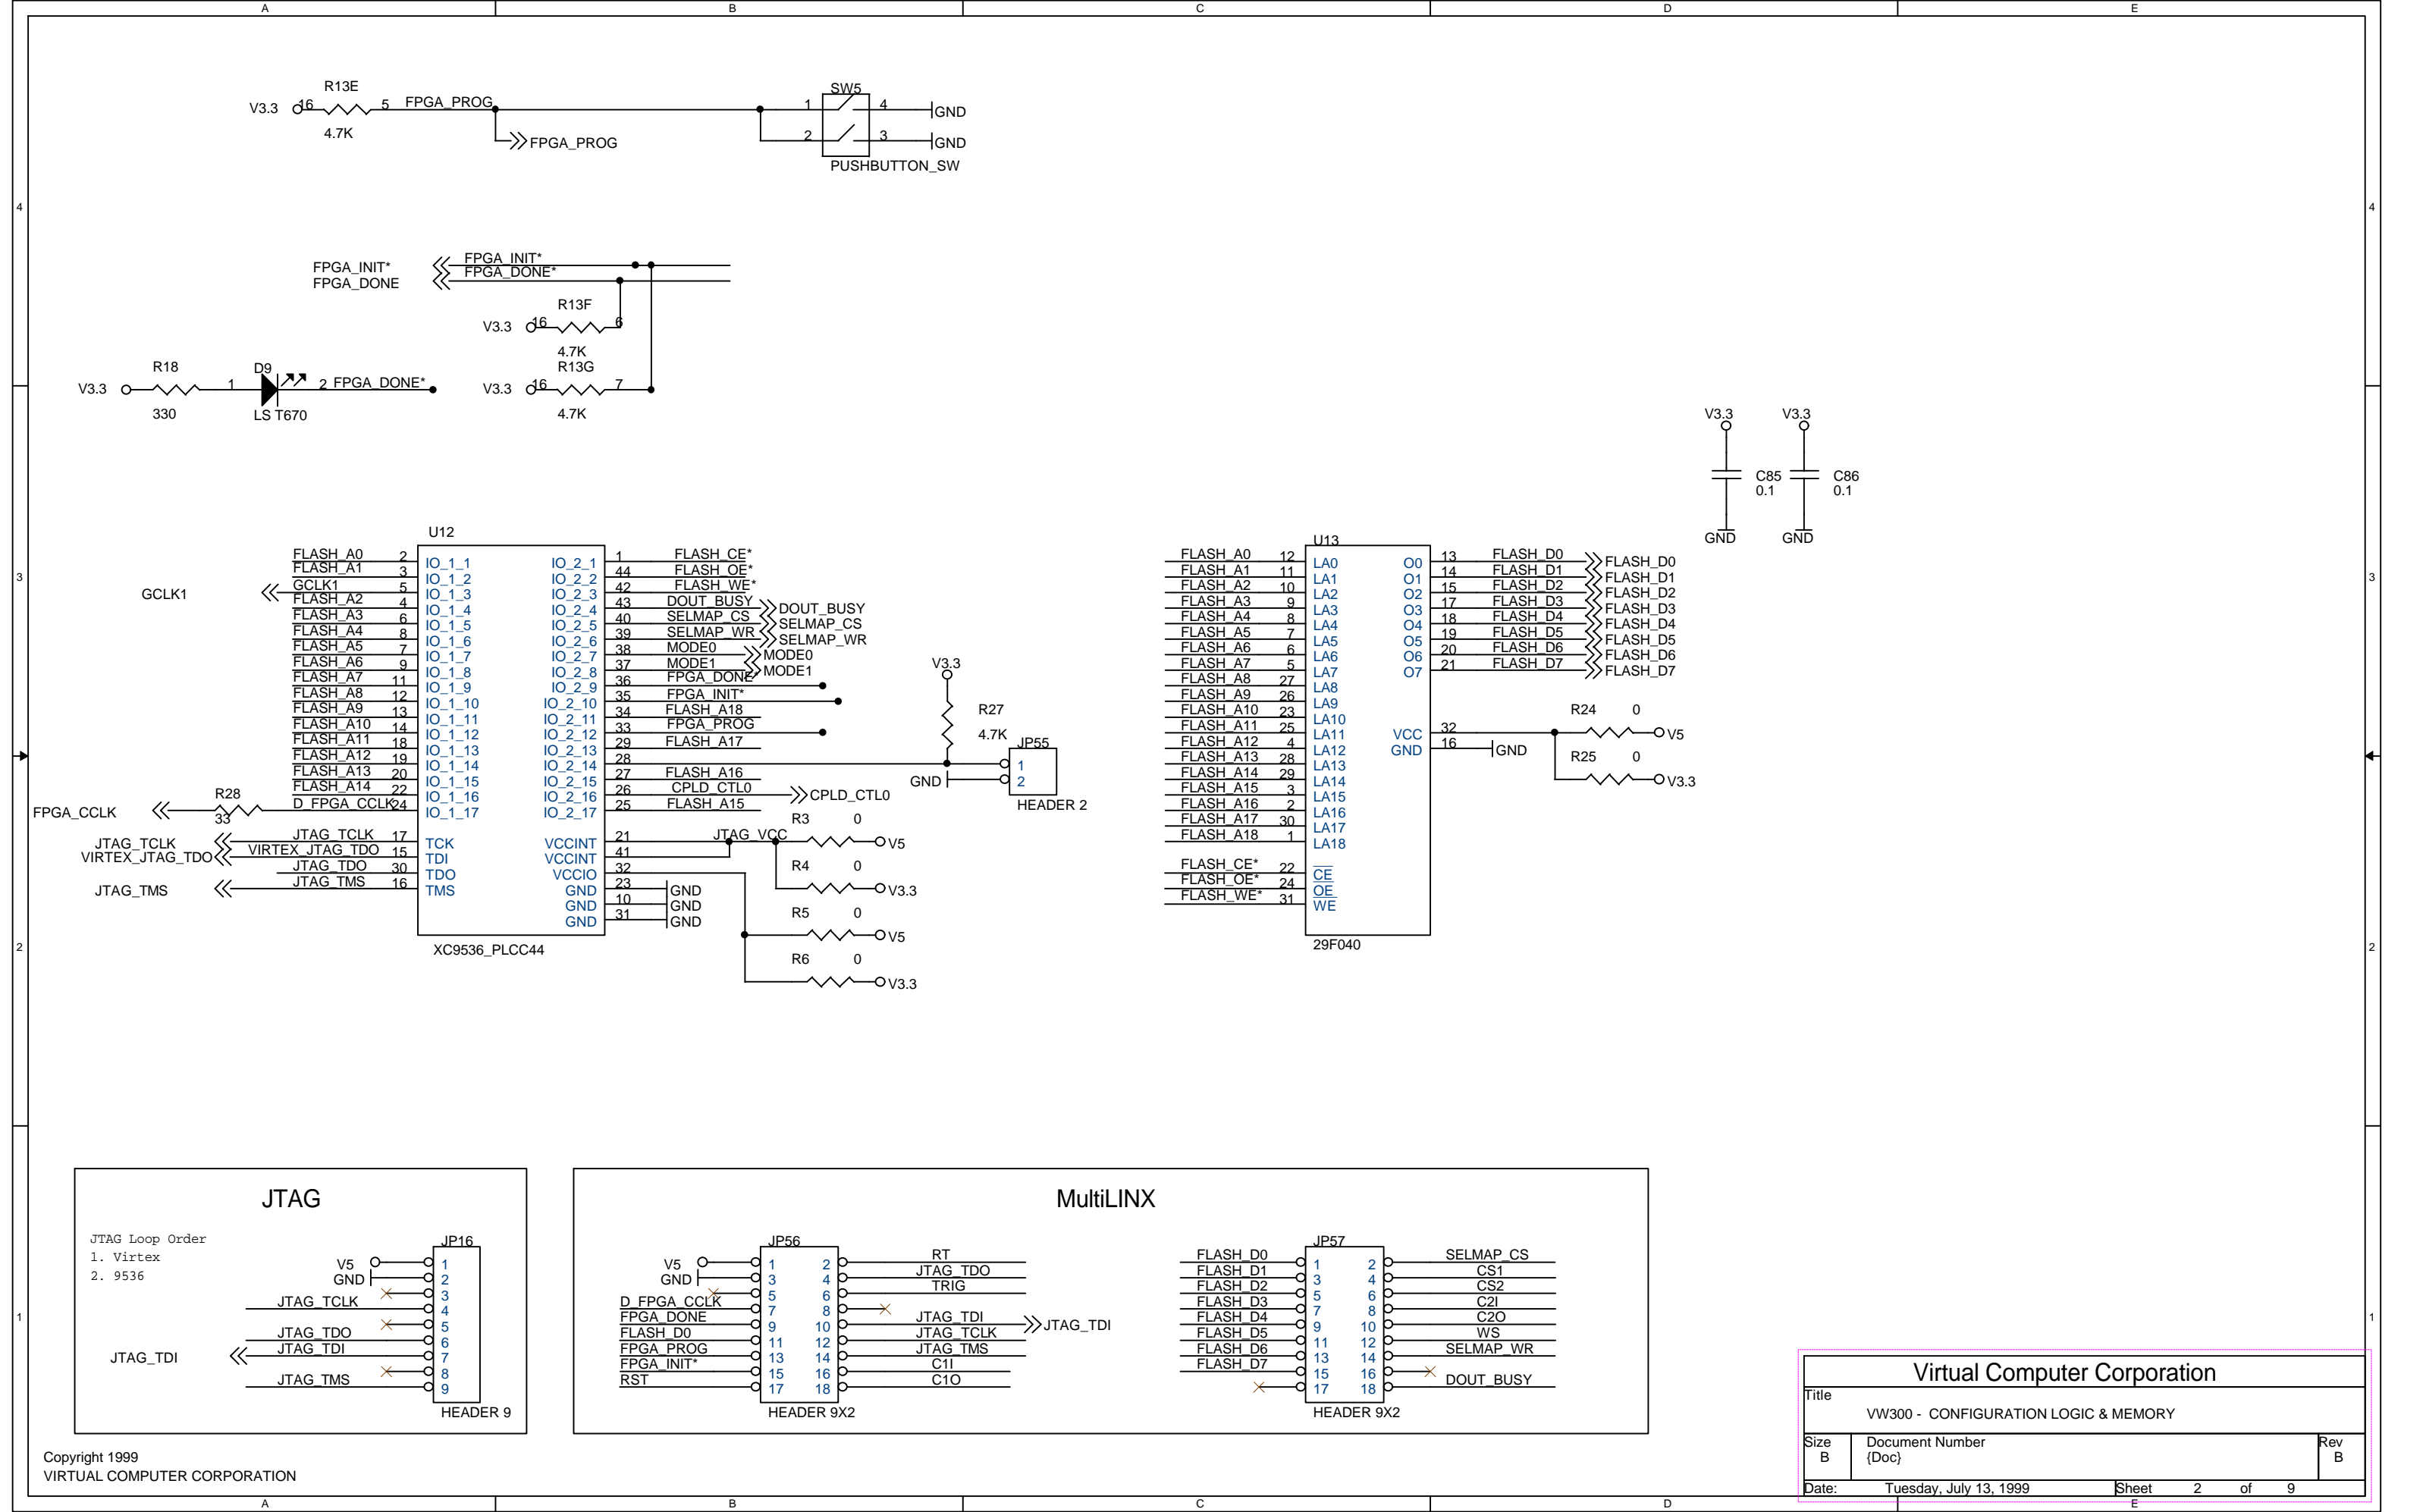 A B C D E
R13E
V3.3 16 5 FPGA_PROG
4.7K
FPGA_PROG
SW5
1 4 GND
2 3 GND
PUSHBUTTON_SW
4 4
FPGA_INIT* FPGA_INIT*
FPGA_DONE FPGA_DONE*
R13F
V3.3 16 6
4.7K
R13G
V3.3 16 7
4.7K
R18
V3.3 330
D9
1 2 FPGA_DONE*
LS T670
V3.3 V3.3
C85 C86
0.1 0.1
GND GND
3 3
U12
FLASH_A0 2 IO_1_1 IO_2_1 1 FLASH_CE*
FLASH_A1 3 IO_1_2 IO_2_2 44 FLASH_OE*
GCLK1 GCLK1 5 IO_1_3 IO_2_3 42 FLASH_WE*
FLASH_A2 4 IO_1_4 IO_2_4 43 DOUT_BUSY DOUT_BUSY
FLASH_A3 6 IO_1_5 IO_2_5 40 SELMAP_CS SELMAP_CS
FLASH_A4 8 IO_1_6 IO_2_6 39 SELMAP_WR SELMAP_WR
FLASH_A5 7 IO_1_7 IO_2_7 38 MODE0 MODE0
FLASH_A6 9 IO_1_8 IO_2_8 37 MODE1 MODE1
FLASH_A7 11 IO_1_9 IO_2_9 36 FPGA_DONE*
FLASH_A8 12 IO_1_10 IO_2_10 35 FPGA_INIT*
FLASH_A9 13 IO_1_11 IO_2_11 34 FLASH_A18
FLASH_A10 14 IO_1_12 IO_2_12 33 FPGA_PROG
FLASH_A11 18 IO_1_13 IO_2_13 29 FLASH_A17
FLASH_A12 19 IO_1_14 IO_2_14 28
FLASH_A13 20 IO_1_15 IO_2_15 27 FLASH_A16
FLASH_A14 22 IO_1_16 IO_2_16 26 CPLD_CTL0 CPLD_CTL0
FPGA_CCLK R28 33 D_FPGA_CCLK 24 IO_1_17 IO_2_17 25 FLASH_A15
JTAG_TCLK JTAG_TCLK 17 TCK VCCINT 21 JTAG_VCC
VIRTEX_JTAG_TDO VIRTEX_JTAG_TDO 15 TDI VCCINT 41
JTAG_TDO 30 TDO VCCIO 32
JTAG_TMS JTAG_TMS 16 TMS GND 23 GND
GND 10 GND
GND 31 GND
XC9536_PLCC44
V3.3
R27
4.7K
JP55
1
GND 2
HEADER 2
R3 0
V5
R4 0
V3.3
R5 0
V5
R6 0
V3.3
U13
FLASH_A0 12 LA0 O0 13 FLASH_D0 FLASH_D0
FLASH_A1 11 LA1 O1 14 FLASH_D1 FLASH_D1
FLASH_A2 10 LA2 O2 15 FLASH_D2 FLASH_D2
FLASH_A3 9 LA3 O3 17 FLASH_D3 FLASH_D3
FLASH_A4 8 LA4 O4 18 FLASH_D4 FLASH_D4
FLASH_A5 7 LA5 O5 19 FLASH_D5 FLASH_D5
FLASH_A6 6 LA6 O6 20 FLASH_D6 FLASH_D6
FLASH_A7 5 LA7 O7 21 FLASH_D7 FLASH_D7
FLASH_A8 27 LA8
FLASH_A9 26 LA9
FLASH_A10 23 LA10
FLASH_A11 25 LA11 VCC 32
FLASH_A12 4 LA12 GND 16 GND
FLASH_A13 28 LA13
FLASH_A14 29 LA14
FLASH_A15 3 LA15
FLASH_A16 2 LA16
FLASH_A17 30 LA17
FLASH_A18 1 LA18
FLASH_CE* 22 CE
FLASH_OE* 24 OE
FLASH_WE* 31 WE
29F040
R24 0
V5
R25 0
V3.3
2 2
JTAG
JTAG Loop Order
1. Virtex
2. 9536
JP16
V5 1
GND 2
3
JTAG_TCLK 4
5
JTAG_TDO 6
JTAG_TDI JTAG_TDI 7
8
JTAG_TMS 9
HEADER 9
MultiLINX
JP56
V5 1 2 RT
GND 3 4 JTAG_TDO
5 6 TRIG
D_FPGA_CCLK 7 8
FPGA_DONE 9 10 JTAG_TDI JTAG_TDI
FLASH_D0 11 12 JTAG_TCLK
FPGA_PROG 13 14 JTAG_TMS
FPGA_INIT* 15 16 C1I
RST 17 18 C1O
HEADER 9X2
JP57
FLASH_D0 1 2 SELMAP_CS
FLASH_D1 3 4 CS1
FLASH_D2 5 6 CS2
FLASH_D3 7 8 C2I
FLASH_D4 9 10 C2O
FLASH_D5 11 12 WS
FLASH_D6 13 14 SELMAP_WR
FLASH_D7 15 16
17 18 DOUT_BUSY
HEADER 9X2
1 1
Copyright 1999
VIRTUAL COMPUTER CORPORATION
Virtual Computer Corporation
Title
VW300 - CONFIGURATION LOGIC & MEMORY
Size Document Number Rev
B {Doc} B
Date: Tuesday, July 13, 1999 Sheet 2 of 9
A B C D E